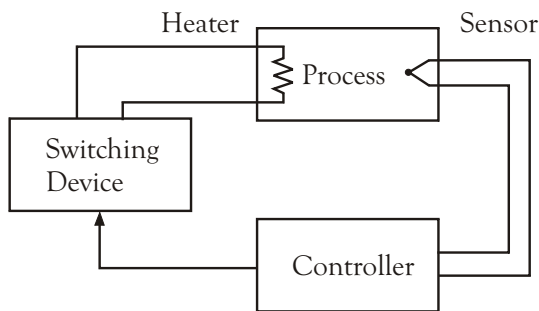 Heater
Sensor
Process
Switching
Device
Controller